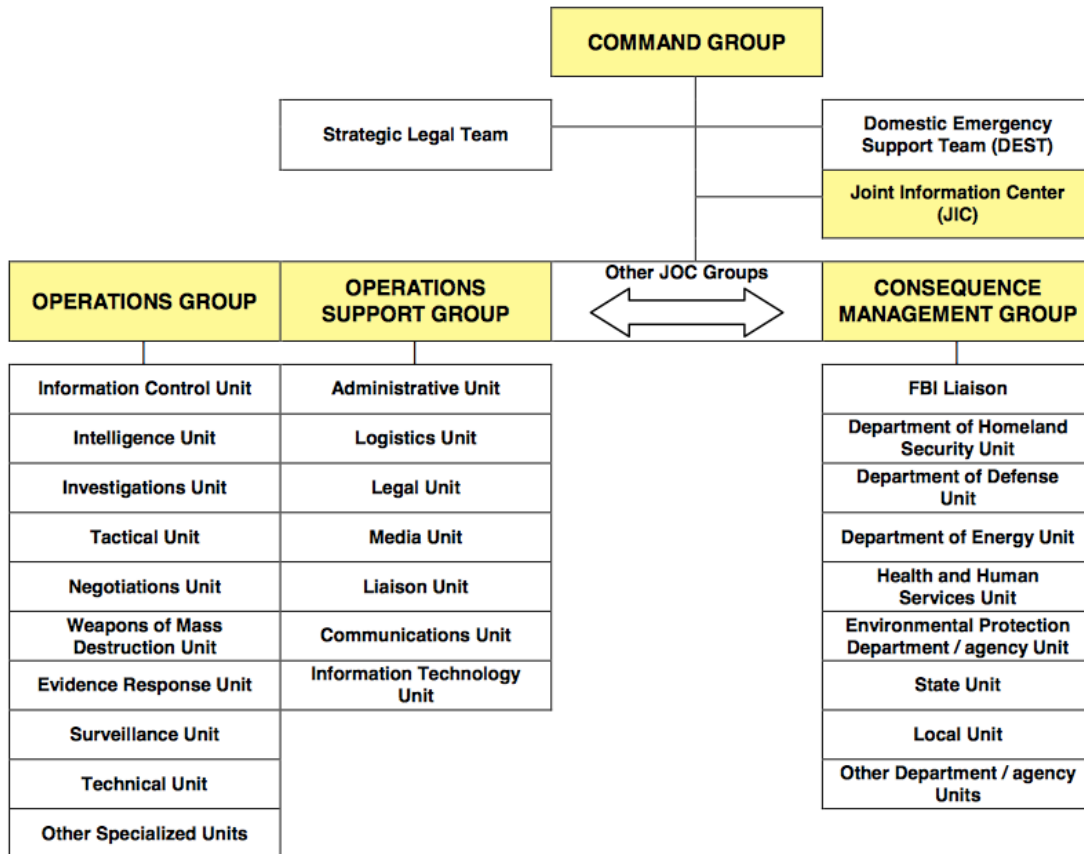 COMMAND GROUP
Strategic Legal Team
Domestic Emergency
Support Team (DEST)
Joint Information Center
(JIC)
OPERATIONS GROUP
OPERATIONS
SUPPORT GROUP
Other JOC Groups
CONSEQUENCE
MANAGEMENT GROUP
Information Control Unit
Intelligence Unit
Investigations Unit
Tactical Unit
Negotiations Unit
Weapons of Mass
Destruction Unit
Evidence Response Unit
Surveillance Unit
Technical Unit
Other Specialized Units
Administrative Unit
Logistics Unit
Legal Unit
Media Unit
Liaison Unit
Communications Unit
Information Technology
Unit
FBI Liaison
Department of Homeland
Security Unit
Department of Defense
Unit
Department of Energy Unit
Health and Human
Services Unit
Environmental Protection
Department / agency Unit
State Unit
Local Unit
Other Department / agency
Units